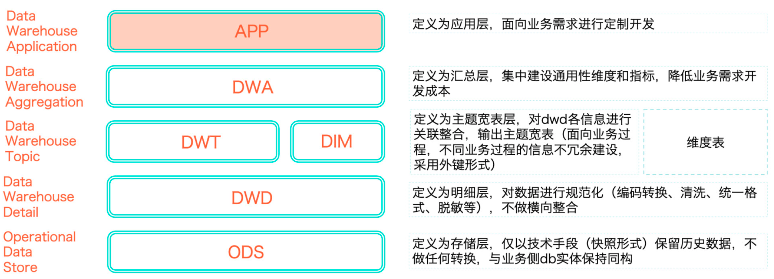 Data
Warehouse
Application
APP
定义为应用层，面向业务需求进行定制开发
Data
Warehouse
Aggregation
DWA
定义为汇总层，集中建设通用性维度和指标，降低业务需求开
发成本
Data
Warehouse
Topic
DWT
DIM
定义为主题宽表层，对dwd各信息进行
关联整合，输出主题宽表（面向业务过
程，不同业务过程的信息不冗余建设，
采用外键形式）
维度表
Data
Warehouse
Detail
DWD
定义为明细层，对数据进行规范化（编码转换、清洗、统一格
式、脱敏等），不做横向整合
Operational
Data
Store
ODS
定义为存储层，仅以技术手段（快照形式）保留历史数据，不
做任何转换，与业务侧db实体保持同构